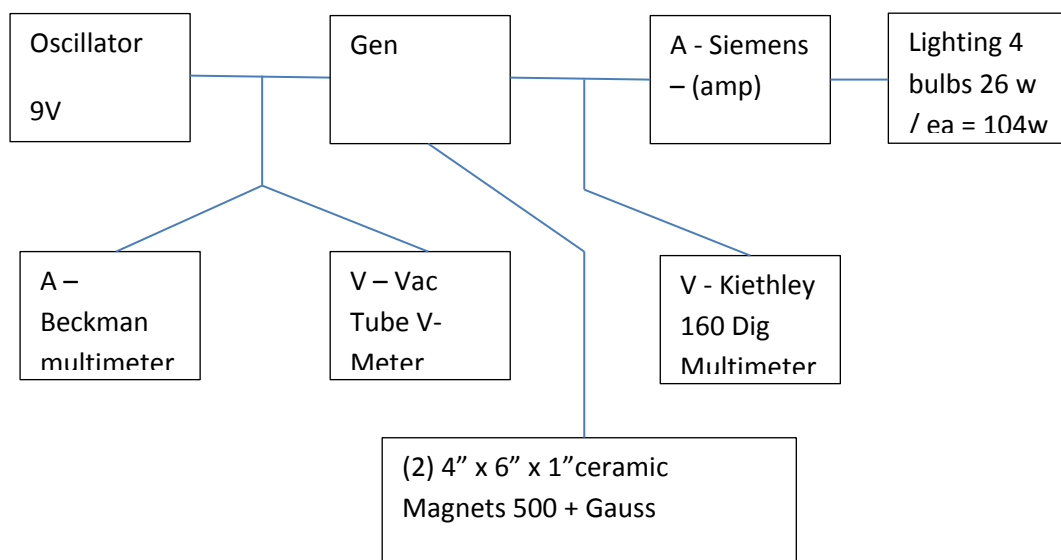 Oscillator
9V
Gen
A - Siemens
– (amp)
Lighting 4
bulbs 26 w
/ ea = 104w
A –
Beckman
multimeter
V – Vac
Tube V-
Meter
V - Kiethley
160 Dig
Multimeter
(2) 4” x 6” x 1”ceramic
Magnets 500 + Gauss